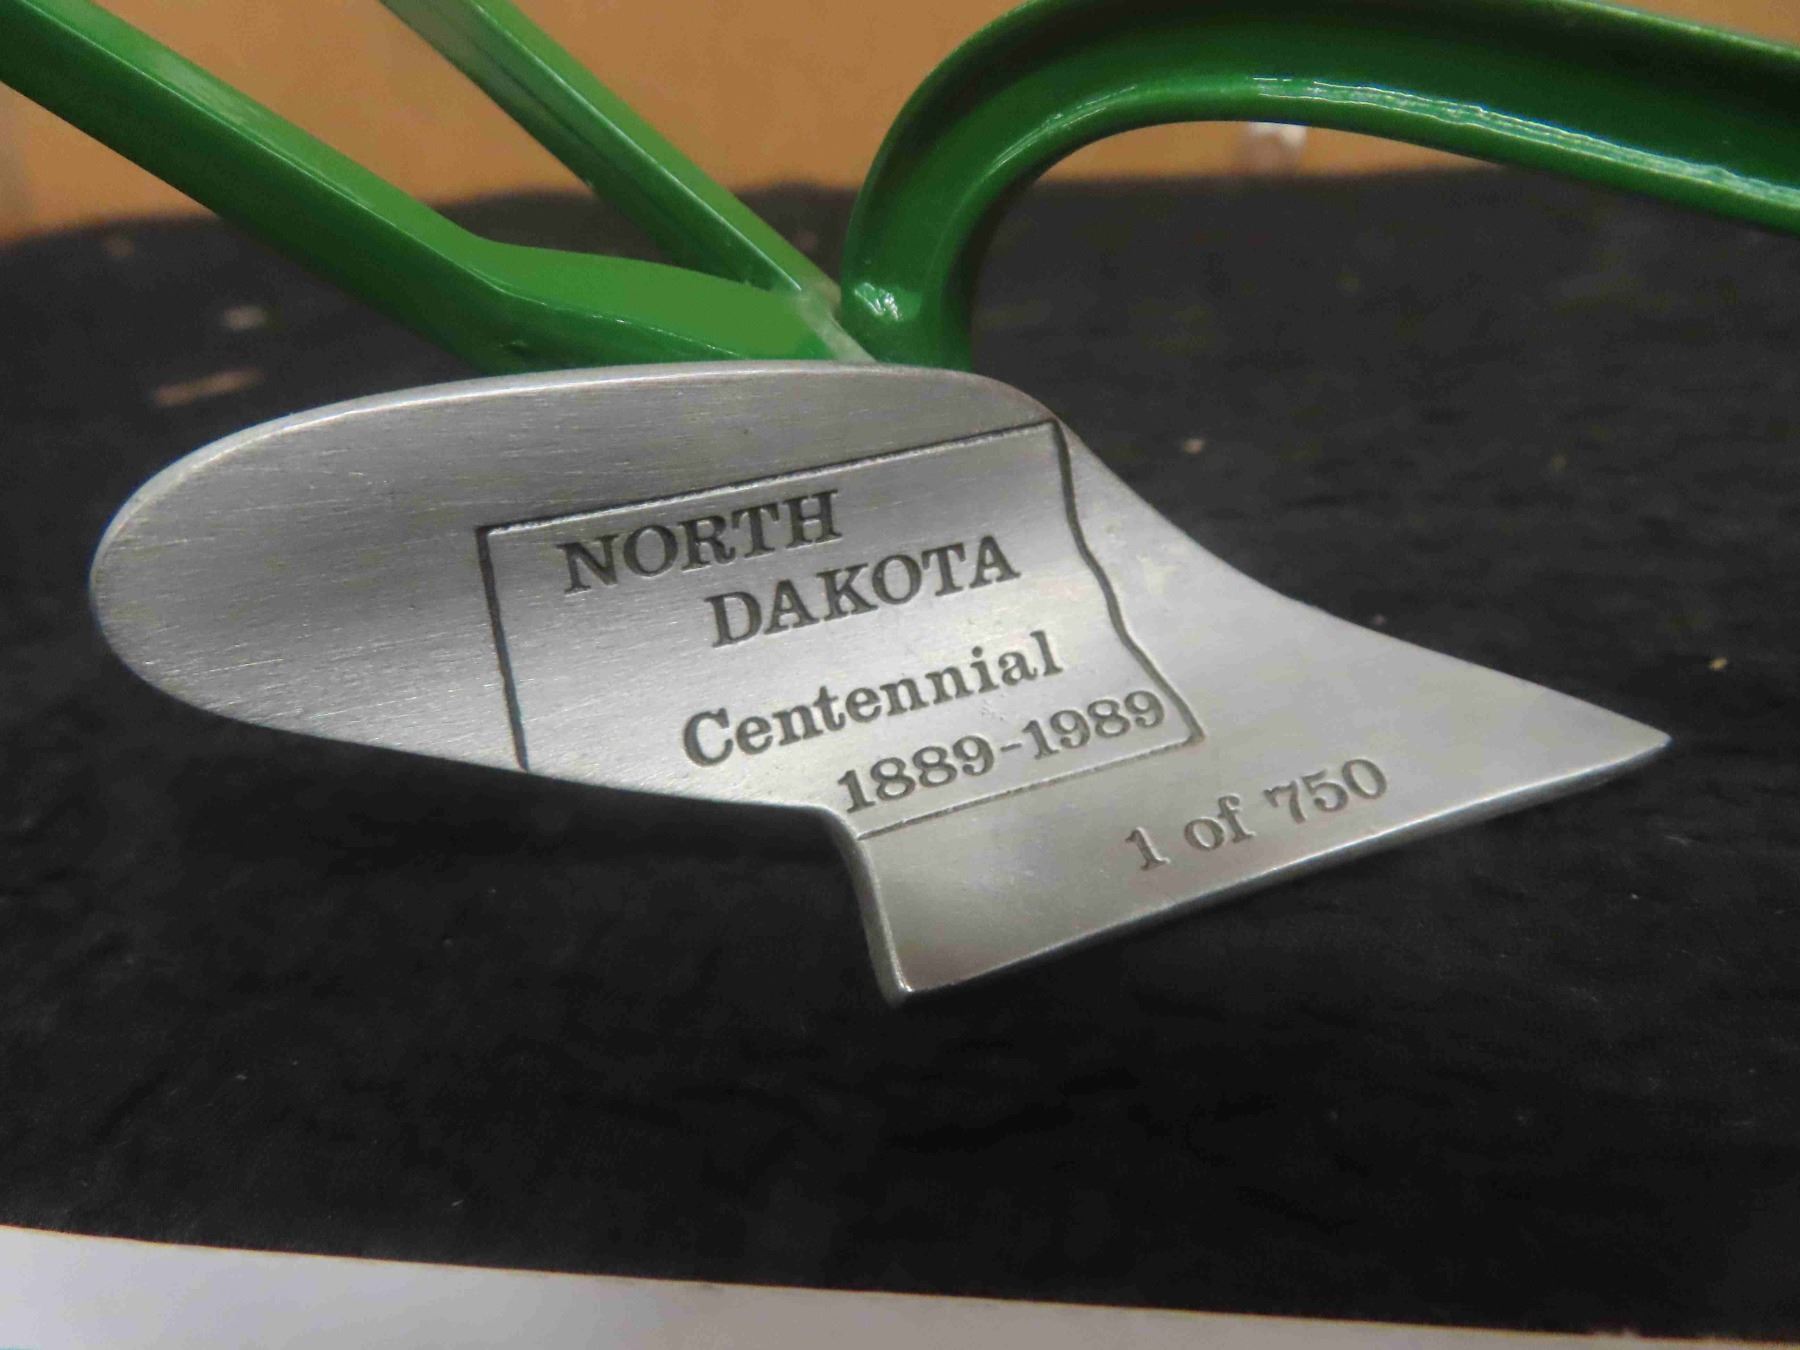 NORTH
DAKOTA
Centennial
1889-1989
1 of 750